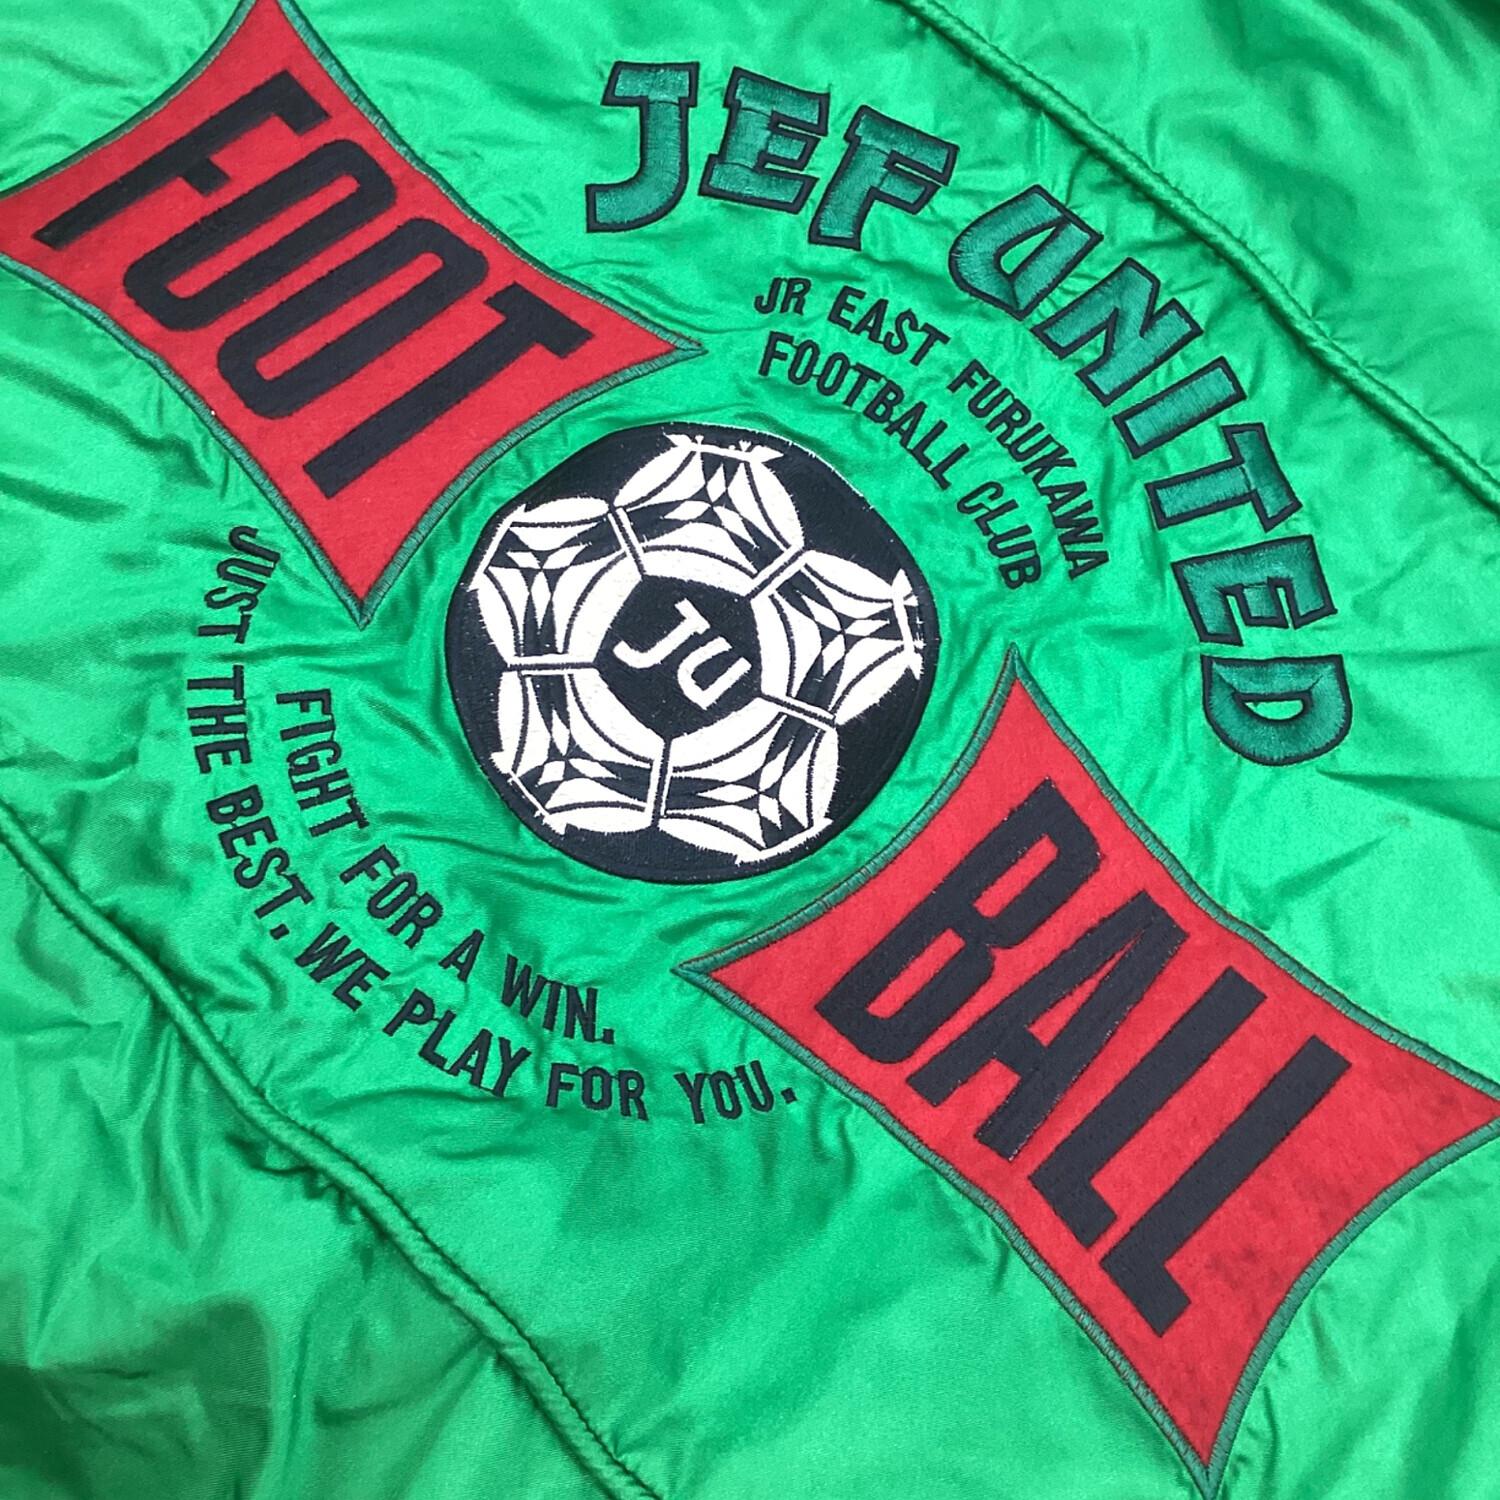 FOOT
JEF UNITED
JR EAST FURUKAWA
FOOTBALL CLUB
JU
FIGHT FOR A WIN.
JUST THE BEST. WE PLAY FOR YOU.
BALL